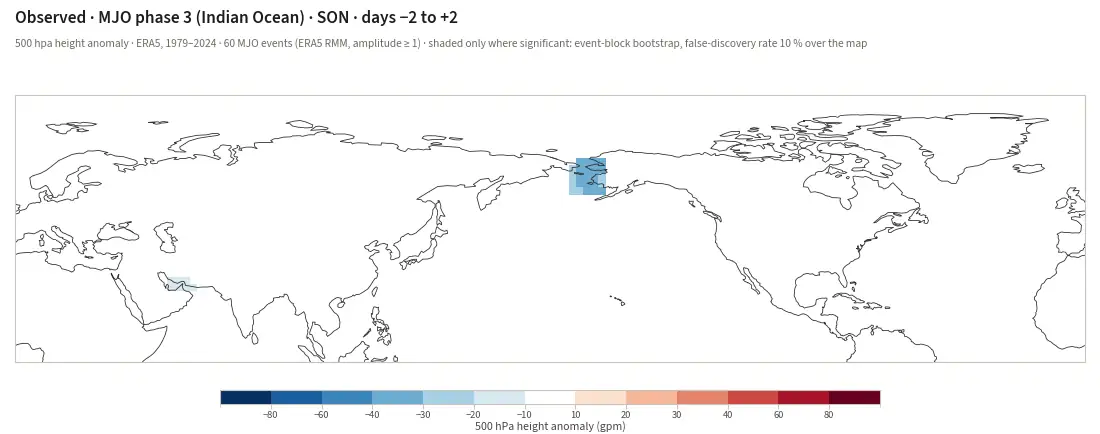 Observed · MJO phase 3 (Indian Ocean) · SON · days −2 to +2
500 hpa height anomaly · ERA5, 1979–2024 · 60 MJO events (ERA5 RMM, amplitude ≥ 1) · shaded only where significant: event-block bootstrap, false-discovery rate 10 % over the map
−80 −60 −40 −30 −20 −10 10 20 30 40 60 80
500 hPa height anomaly (gpm)